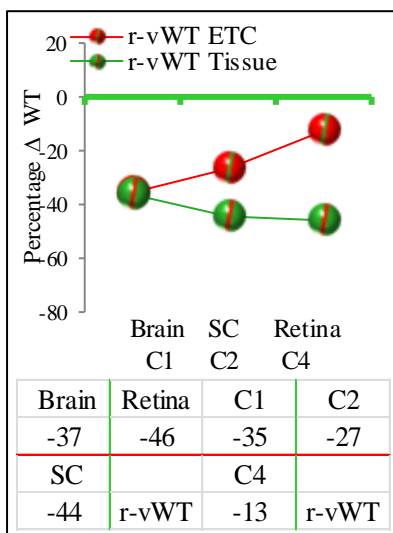 20 r-vWT ETC
r-vWT Tissue
0
-20
-40
-60
-80
Percentage Δ WT
Brain SC Retina
C1 C2 C4
Brain Retina C1 C2
-37 -46 -35 -27
SC C4
-44 r-vWT -13 r-vWT